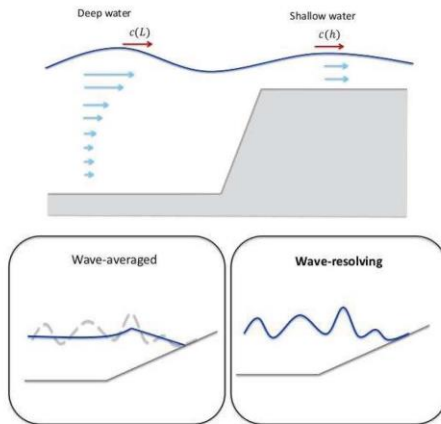 Deep water
Shallow water
c(L)
c(h)
Wave-averaged
Wave-resolving